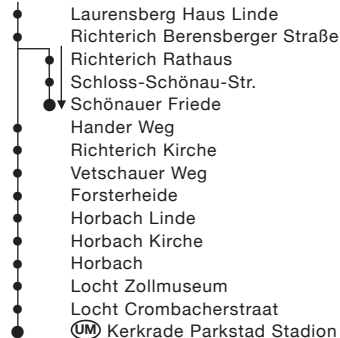 Laurensberg Haus Linde
Richterich Berensberger Straße
Richterich Rathaus
Schloss-Schönau-Str.
Schönauer Friede
Hander Weg
Richterich Kirche
Vetschauer Weg
Forsterheide
Horbach Linde
Horbach Kirche
Horbach
Locht Zollmuseum
Locht Crombacherstraat
UM Kerkrade Parkstad Stadion